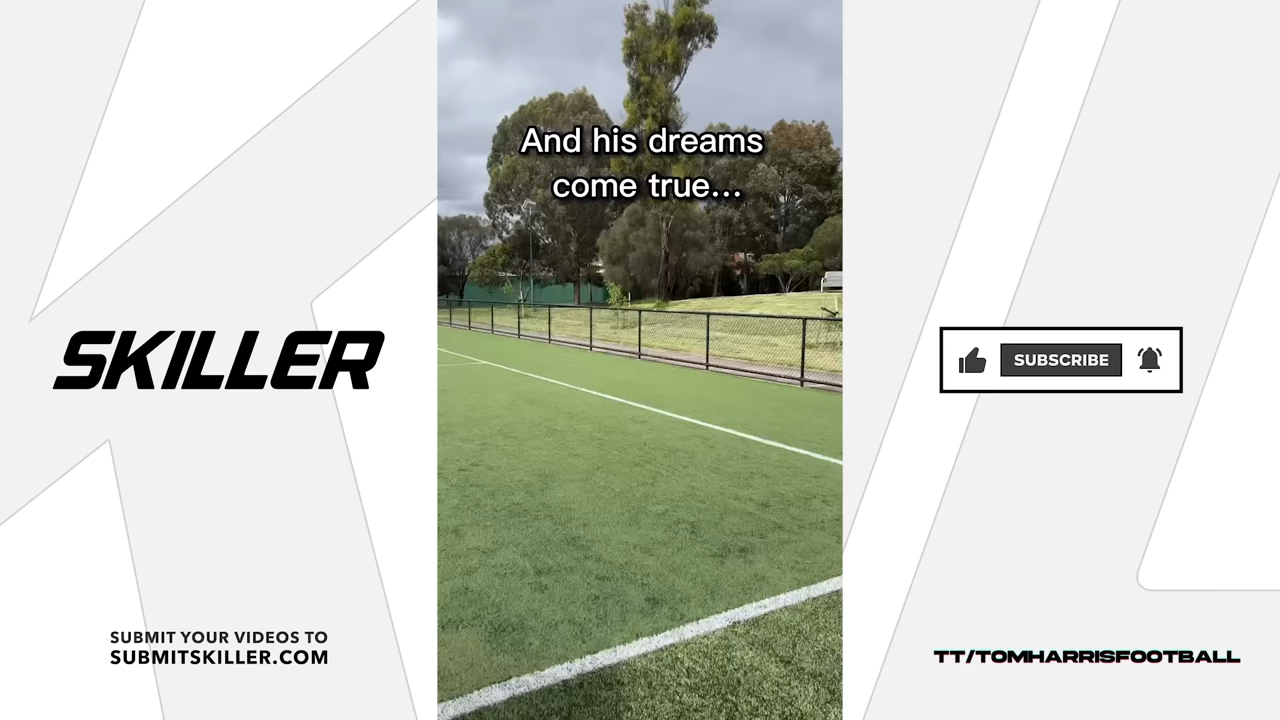 And his dreams
come true...
SKILLER
SUBSCRIBE
SUBMIT YOUR VIDEOS TO
SUBMITSKILLER.COM
TT/TOMHARRISFOOTBALL